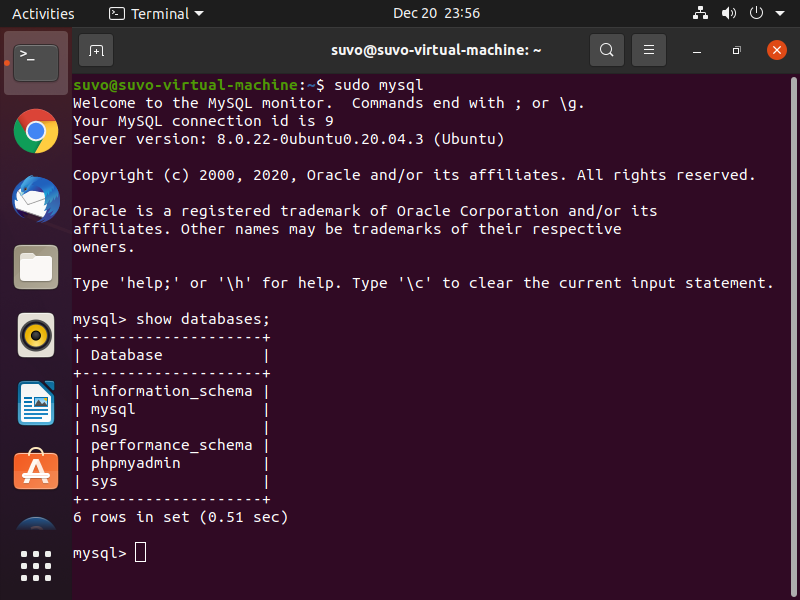 Activities Terminal Dec 20 23:56
suvo@suvo-virtual-machine: ~
suvo@suvo-virtual-machine:~$ sudo mysql
Welcome to the MySQL monitor.  Commands end with ; or \g.
Your MySQL connection id is 9
Server version: 8.0.22-0ubuntu0.20.04.3 (Ubuntu)
Copyright (c) 2000, 2020, Oracle and/or its affiliates. All rights reserved.
Oracle is a registered trademark of Oracle Corporation and/or its
affiliates. Other names may be trademarks of their respective
owners.
Type 'help;' or '\h' for help. Type '\c' to clear the current input statement.
mysql> show databases;
+--------------------+
| Database           |
+--------------------+
| information_schema |
| mysql              |
| nsg                |
| performance_schema |
| phpmyadmin         |
| sys                |
+--------------------+
6 rows in set (0.51 sec)
mysql>